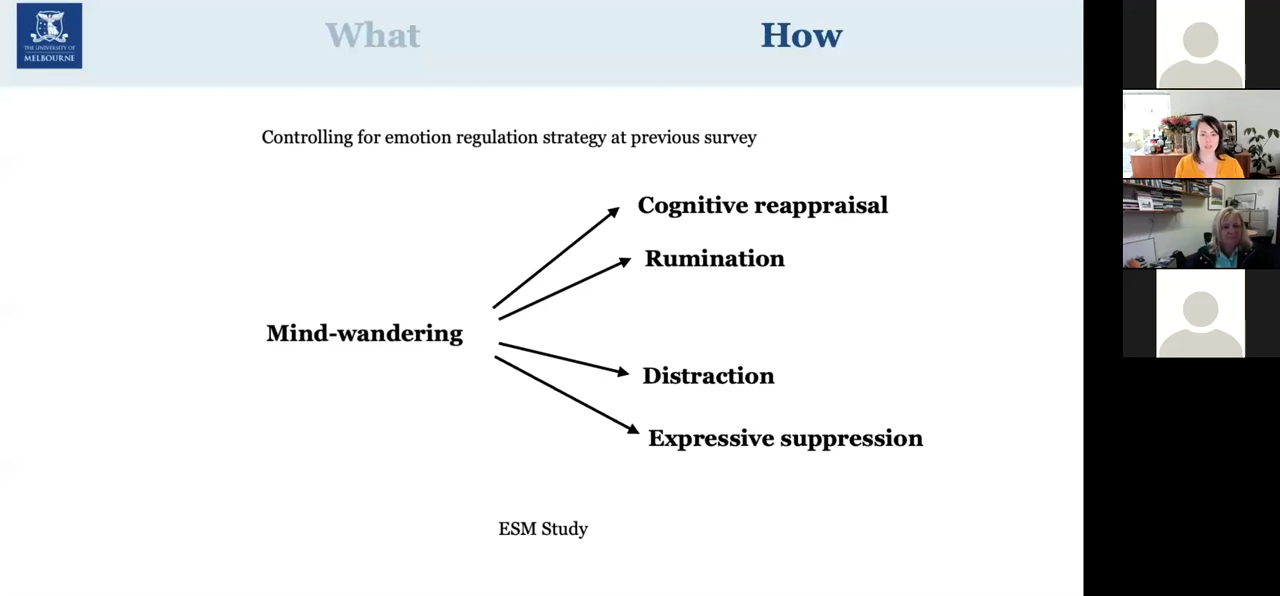 THE UNIVERSITY OF
MELBOURNE
What
How
Controlling for emotion regulation strategy at previous survey
Cognitive reappraisal
Rumination
Mind-wandering
Distraction
Expressive suppression
ESM Study